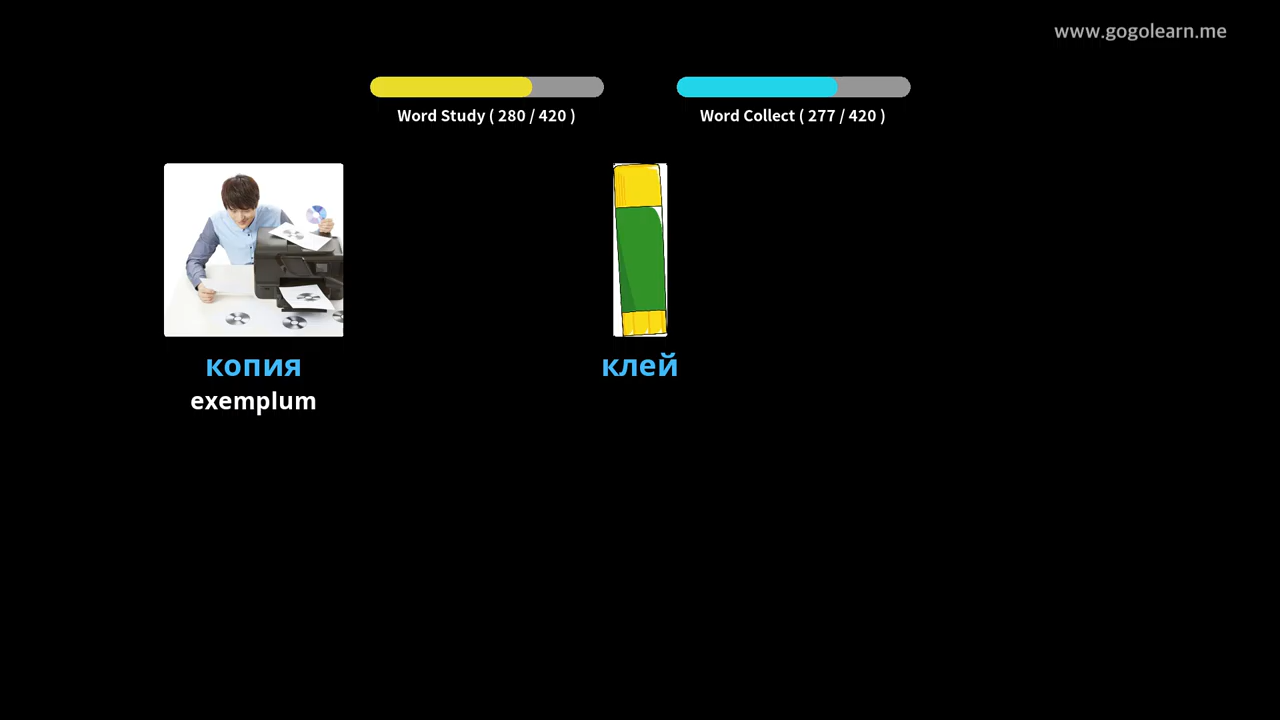 www.gogolearn.me
Word Study ( 280 / 420 )
Word Collect ( 277 / 420 )
копия
exemplum
клей